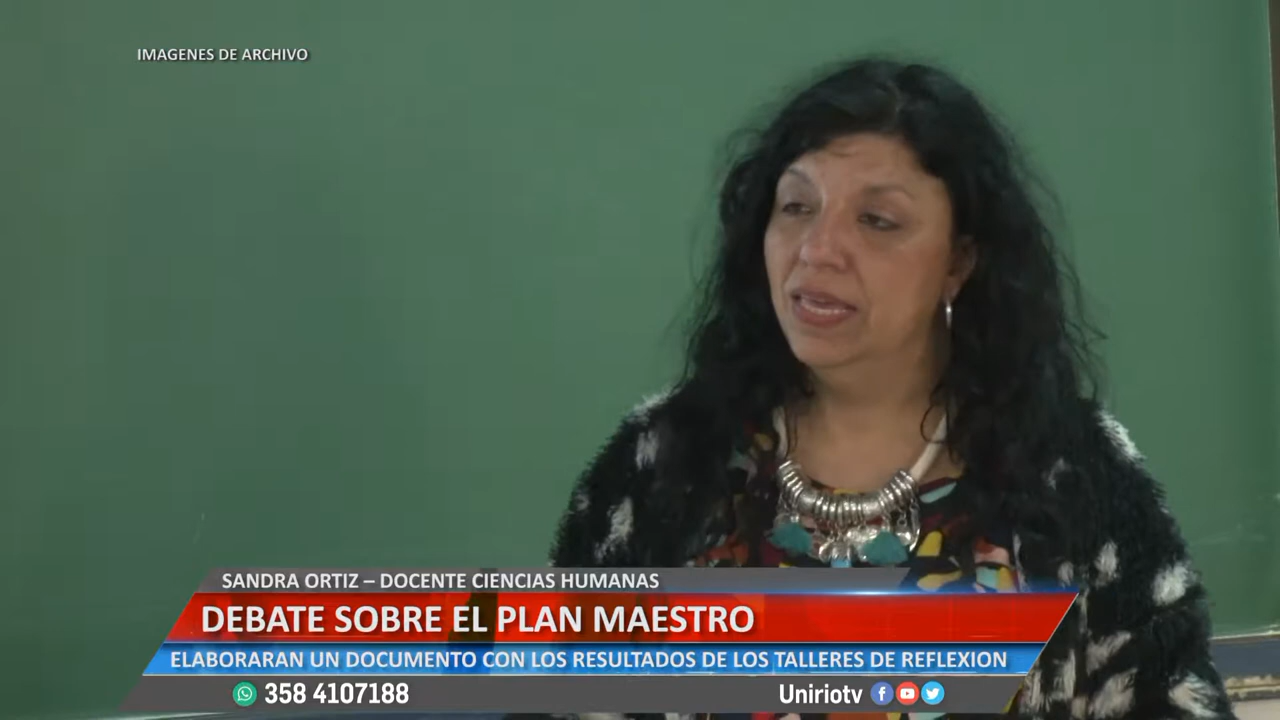 IMAGENES DE ARCHIVO
SANDRA ORTIZ – DOCENTE CIENCIAS HUMANAS
DEBATE SOBRE EL PLAN MAESTRO
ELABORARAN UN DOCUMENTO CON LOS RESULTADOS DE LOS TALLERES DE REFLEXION
358 4107188
Uniriotv